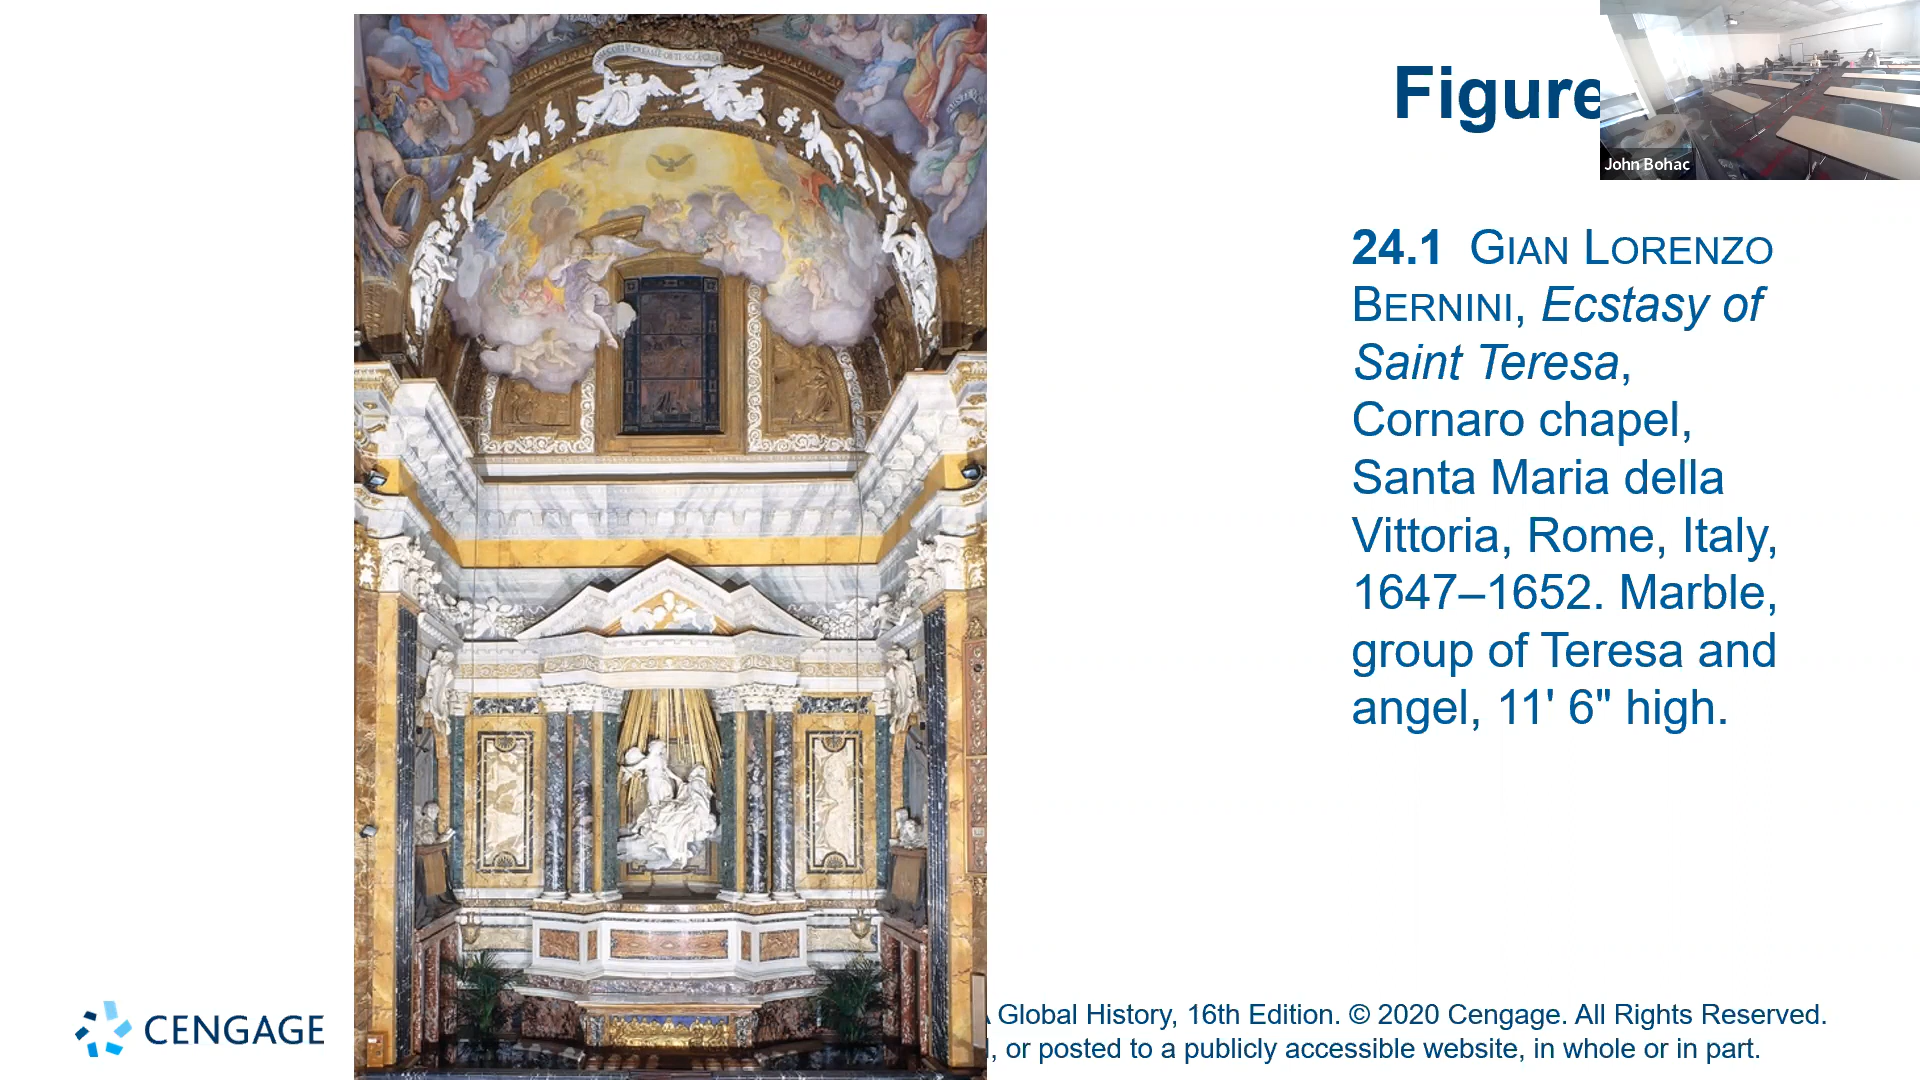 Figure
John Bohac
24.1 GIAN LORENZO
BERNINI, Ecstasy of
Saint Teresa,
Cornaro chapel,
Santa Maria della
Vittoria, Rome, Italy,
1647–1652. Marble,
group of Teresa and
angel, 11' 6" high.
CENGAGE
Global History, 16th Edition. © 2020 Cengage. All Rights Reserved.
, or posted to a publicly accessible website, in whole or in part.